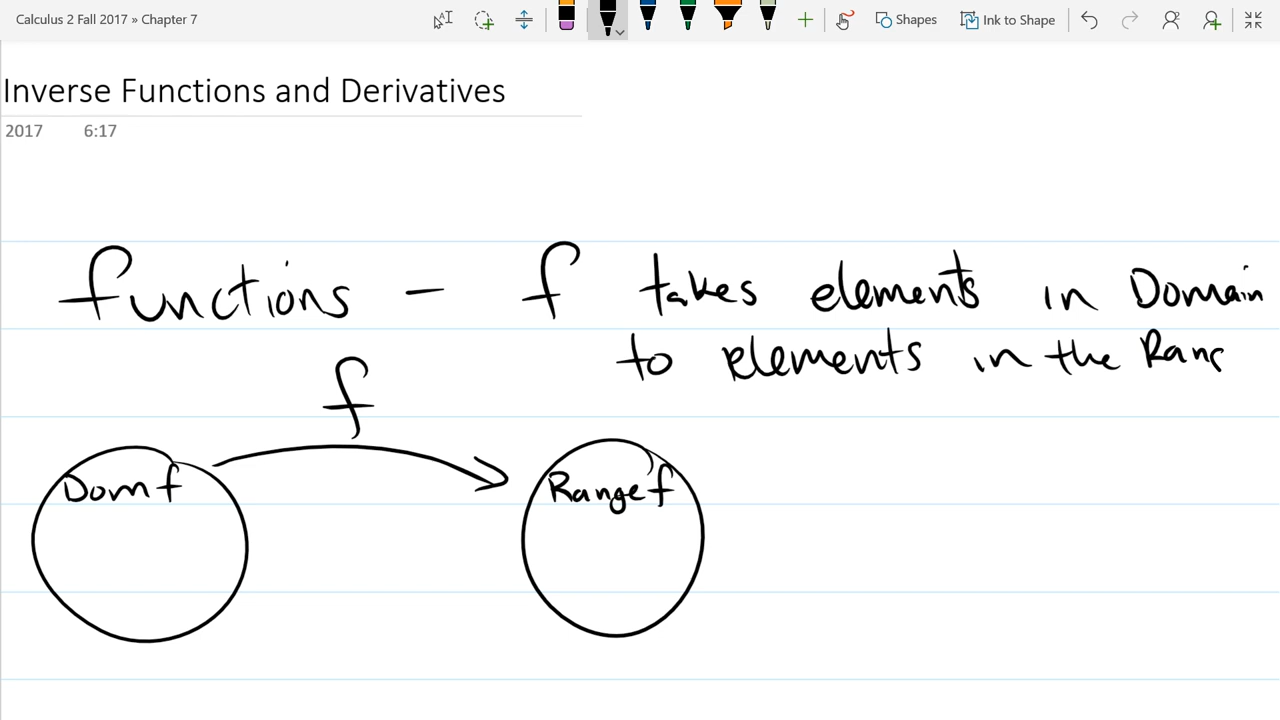 Calculus 2 Fall 2017 » Chapter 7
Shapes
Ink to Shape
Inverse Functions and Derivatives
2017 6:17
functions - f takes elements in Domain
to elements in the Rang
f
Dom f
Range f